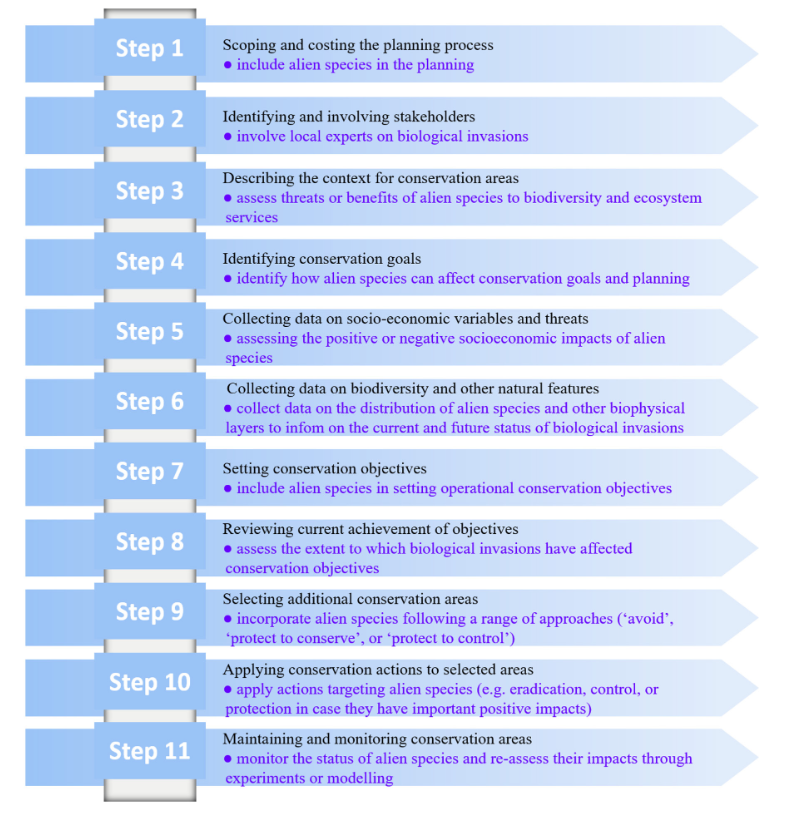 Step 1
Scoping and costing the planning process
● include alien species in the planning
Step 2
Identifying and involving stakeholders
● involve local experts on biological invasions
Step 3
Describing the context for conservation areas
● assess threats or benefits of alien species to biodiversity and ecosystem
services
Step 4
Identifying conservation goals
● identify how alien species can affect conservation goals and planning
Step 5
Collecting data on socio-economic variables and threats
● assessing the positive or negative socioeconomic impacts of alien
species
Step 6
Collecting data on biodiversity and other natural features
● collect data on the distribution of alien species and other biophysical
layers to infom on the current and future status of biological invasions
Step 7
Setting conservation objectives
● include alien species in setting operational conservation objectives
Step 8
Reviewing current achievement of objectives
● assess the extent to which biological invasions have affected
conservation objectives
Step 9
Selecting additional conservation areas
● incorporate alien species following a range of approaches (‘avoid’,
‘protect to conserve’, or ‘protect to control’)
Step 10
Applying conservation actions to selected areas
● apply actions targeting alien species (e.g. eradication, control, or
protection in case they have important positive impacts)
Step 11
Maintaining and monitoring conservation areas
● monitor the status of alien species and re-assess their impacts through
experiments or modelling